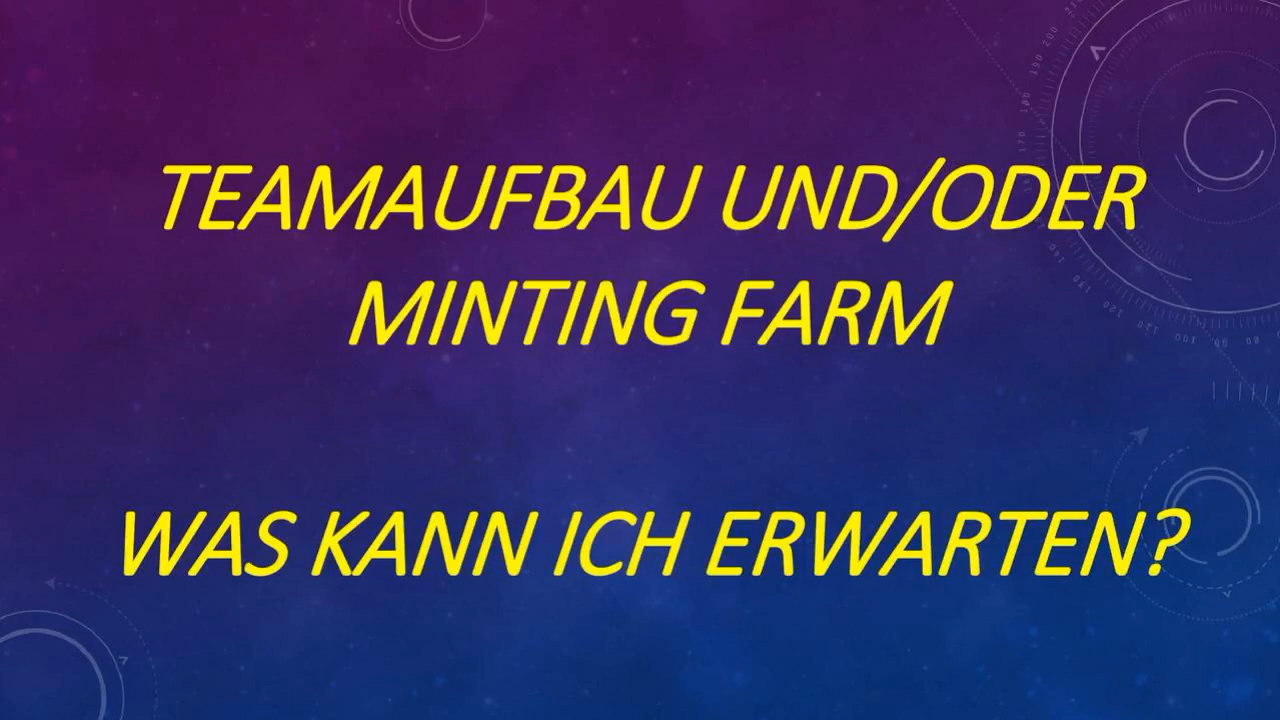 TEAMAUFBAU UND/ODER
MINTING FARM
WAS KANN ICH ERWARTEN?